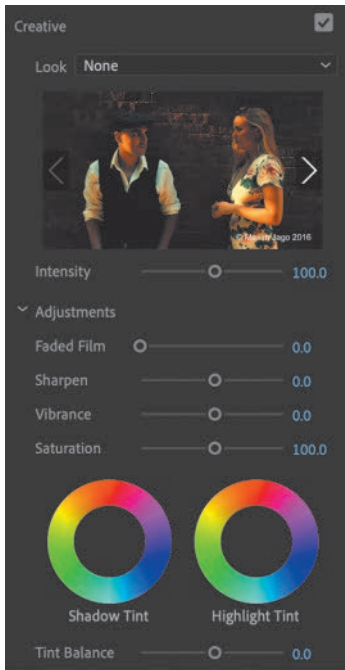 Creative
Look None
© Maxim Jago 2016
Intensity 100.0
Adjustments
Faded Film 0.0
Sharpen 0.0
Vibrance 0.0
Saturation 100.0
Shadow Tint Highlight Tint
Tint Balance 0.0